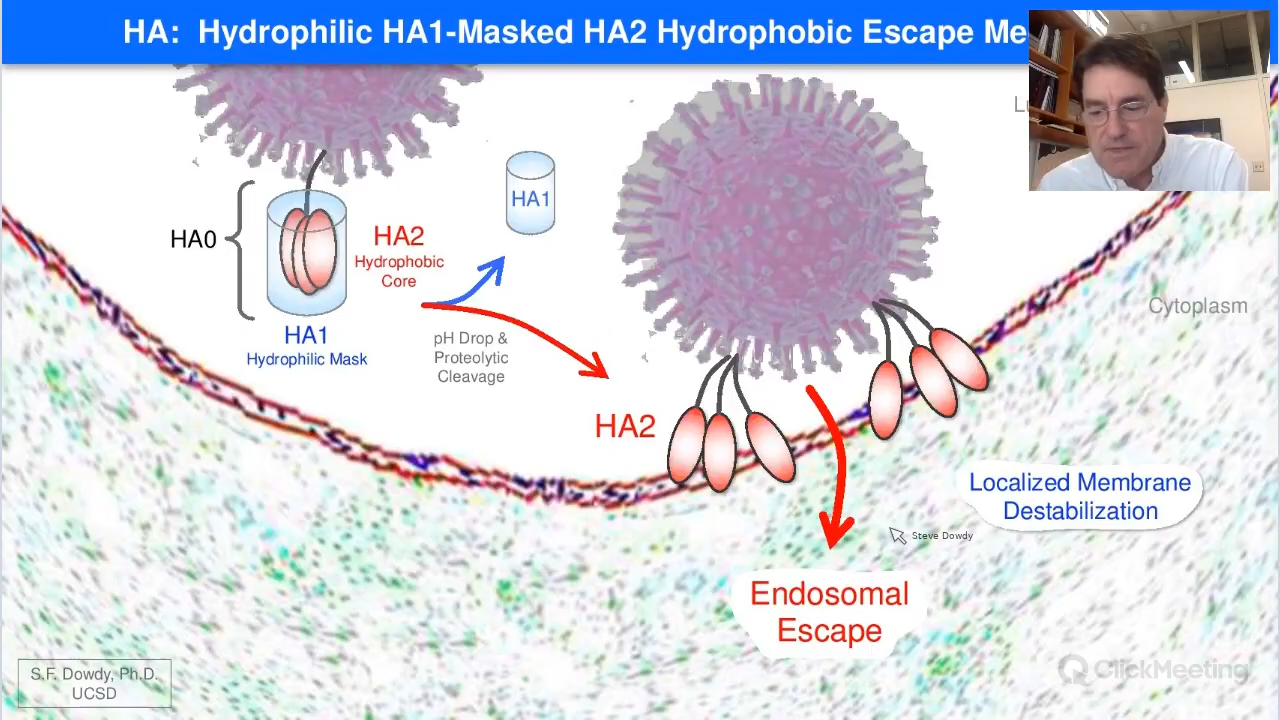 HA: Hydrophilic HA1-Masked HA2 Hydrophobic Escape
HA1
HA0
HA2
Hydrophobic
Core
HA1
Hydrophilic Mask
pH Drop &
Proteolytic
Cleavage
Cytoplasm
HA2
Localized Membrane
Destabilization
Steve Dowdy
Endosomal
Escape
S.F. Dowdy, Ph.D.
UCSD
ClickMeeting